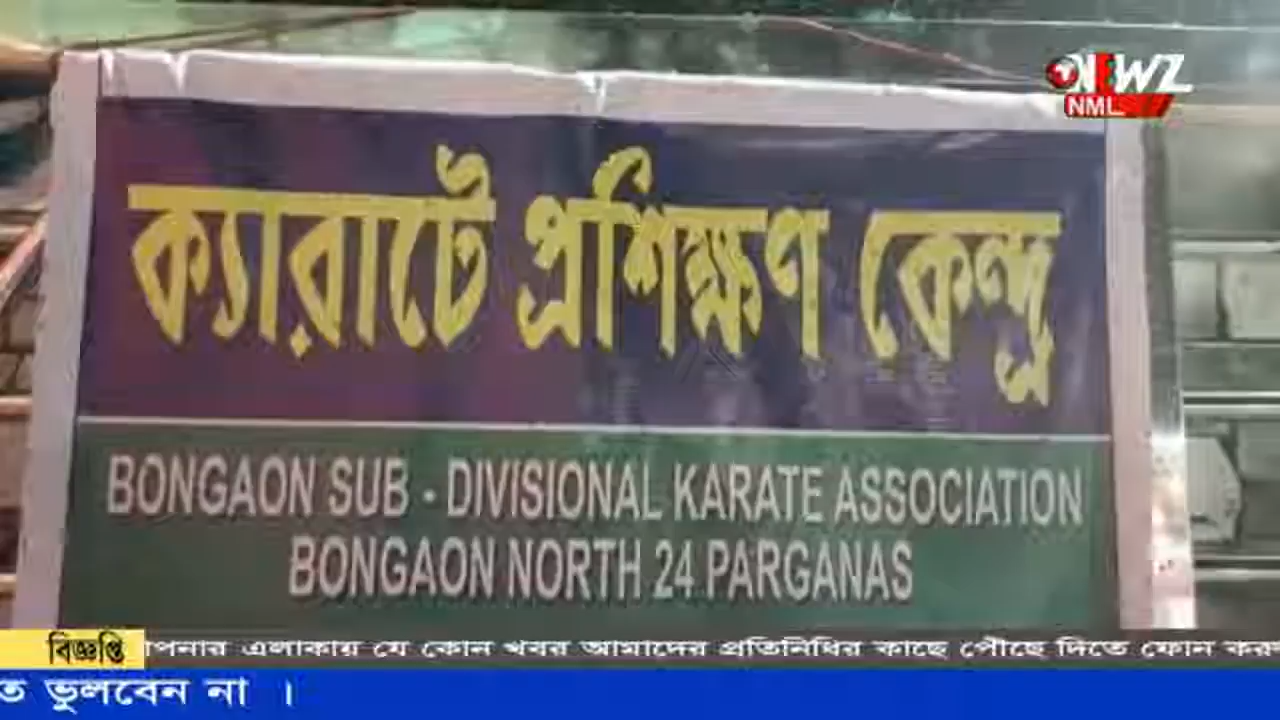 NEWZ
NML
ক্যারাটে প্রশিক্ষণ কেন্দ্র
BONGAON SUB - DIVISIONAL KARATE ASSOCIATION
BONGAON NORTH 24 PARGANAS
বিজ্ঞপ্তি
পনার এলাকায় যে কোন খবর আমাদের প্রতিনিধির কাছে পৌছে দিতে ফোন কর
ত ভুলবেন না ।